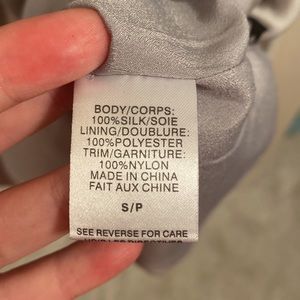 BODY/CORPS:
100%SILK/SOIE
LINING/DOUBLURE:
100%POLYESTER
TRIM/GARNITURE:
100%NYLON
MADE IN CHINA
FAIT AUX CHINE
S/P
SEE REVERSE FOR CARE